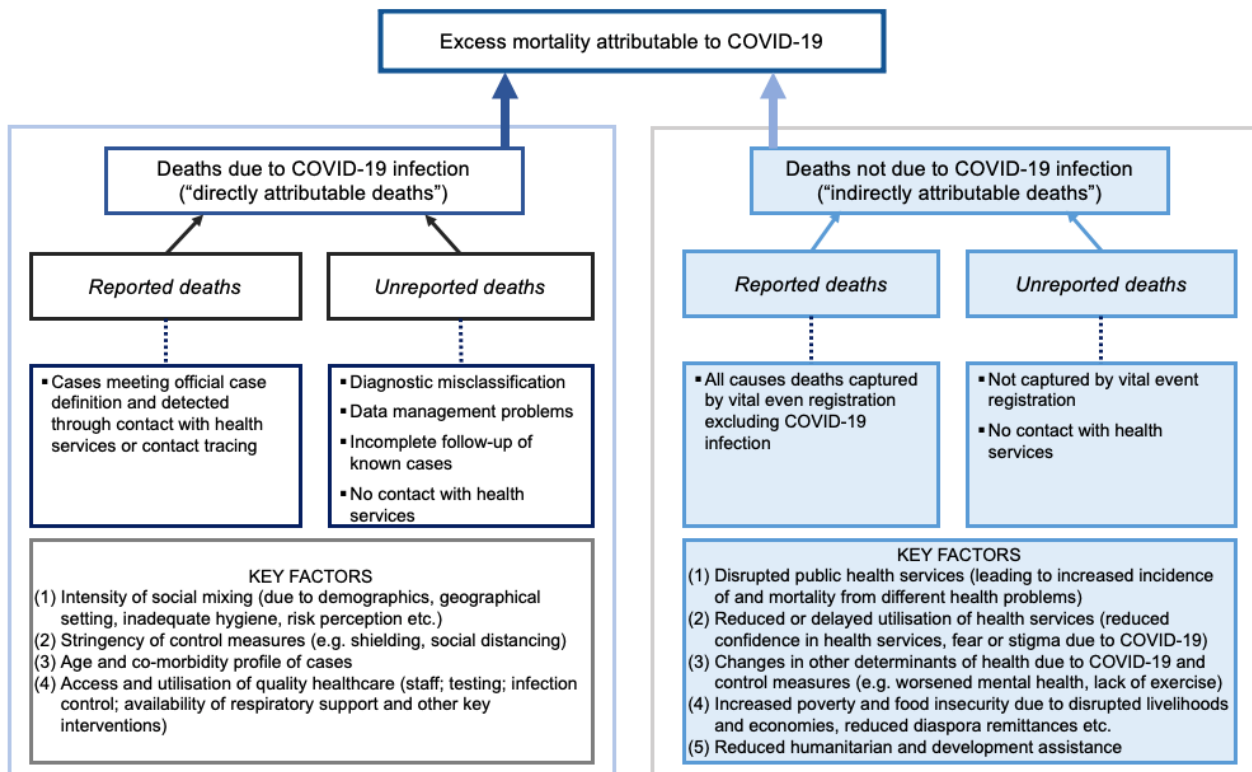 Excess mortality attributable to COVID-19
Deaths due to COVID-19 infection
(“directly attributable deaths”)
Reported deaths
Unreported deaths
▪ Cases meeting official case
definition and detected
through contact with health
services or contact tracing
▪ Diagnostic misclassification
▪ Data management problems
▪ Incomplete follow-up of
known cases
▪ No contact with health
services
KEY FACTORS
(1) Intensity of social mixing (due to demographics, geographical
setting, inadequate hygiene, risk perception etc.)
(2) Stringency of control measures (e.g. shielding, social distancing)
(3) Age and co-morbidity profile of cases
(4) Access and utilisation of quality healthcare (staff; testing; infection
control; availability of respiratory support and other key
interventions)
Deaths not due to COVID-19 infection
(“indirectly attributable deaths”)
Reported deaths
Unreported deaths
▪ All causes deaths captured
by vital even registration
excluding COVID-19
infection
▪ Not captured by vital event
registration
▪ No contact with health
services
KEY FACTORS
(1) Disrupted public health services (leading to increased incidence
of and mortality from different health problems)
(2) Reduced or delayed utilisation of health services (reduced
confidence in health services, fear or stigma due to COVID-19)
(3) Changes in other determinants of health due to COVID-19 and
control measures (e.g. worsened mental health, lack of exercise)
(4) Increased poverty and food insecurity due to disrupted livelihoods
and economies, reduced diaspora remittances etc.
(5) Reduced humanitarian and development assistance